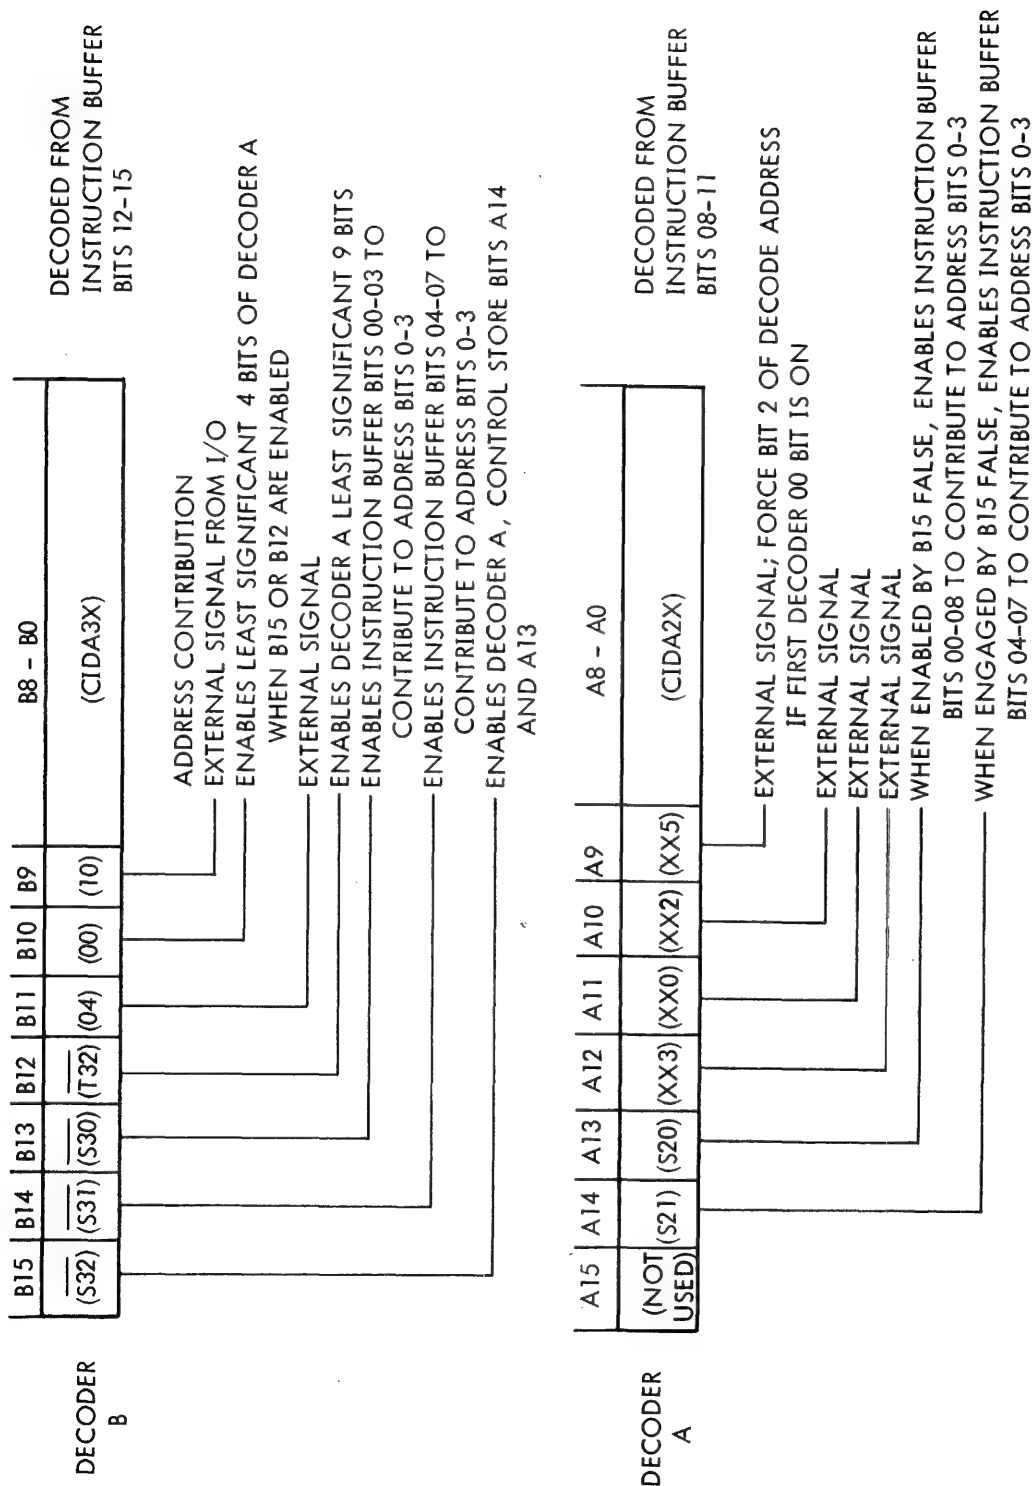 DECODER
B
B15 B14 B13 B12 B11 B10 B9 B8 - B0
(S32) (S31) (S30) (T32) (04) (00) (10) (CIDA3X)
DECODED FROM
INSTRUCTION BUFFER
BITS 12-15
ADDRESS CONTRIBUTION
EXTERNAL SIGNAL FROM I/O
ENABLES LEAST SIGNIFICANT 4 BITS OF DECODER A
WHEN B15 OR B12 ARE ENABLED
EXTERNAL SIGNAL
ENABLES DECODER A LEAST SIGNIFICANT 9 BITS
ENABLES INSTRUCTION BUFFER BITS 00-03 TO
CONTRIBUTE TO ADDRESS BITS 0-3
ENABLES INSTRUCTION BUFFER BITS 04-07 TO
CONTRIBUTE TO ADDRESS BITS 0-3
ENABLES DECODER A, CONTROL STORE BITS A14
AND A13
DECODER
A
A15 A14 A13 A12 A11 A10 A9 A8 - A0
(NOT
USED) (S21) (S20) (XX3) (XX0) (XX2) (XX5) (CIDA2X)
DECODED FROM
INSTRUCTION BUFFER
BITS 08-11
EXTERNAL SIGNAL; FORCE BIT 2 OF DECODE ADDRESS
IF FIRST DECODER 00 BIT IS ON
EXTERNAL SIGNAL
EXTERNAL SIGNAL
EXTERNAL SIGNAL
WHEN ENABLED BY B15 FALSE, ENABLES INSTRUCTION BUFFER
BITS 00-08 TO CONTRIBUTE TO ADDRESS BITS 0-3
WHEN ENGAGED BY B15 FALSE, ENABLES INSTRUCTION BUFFER
BITS 04-07 TO CONTRIBUTE TO ADDRESS BITS 0-3